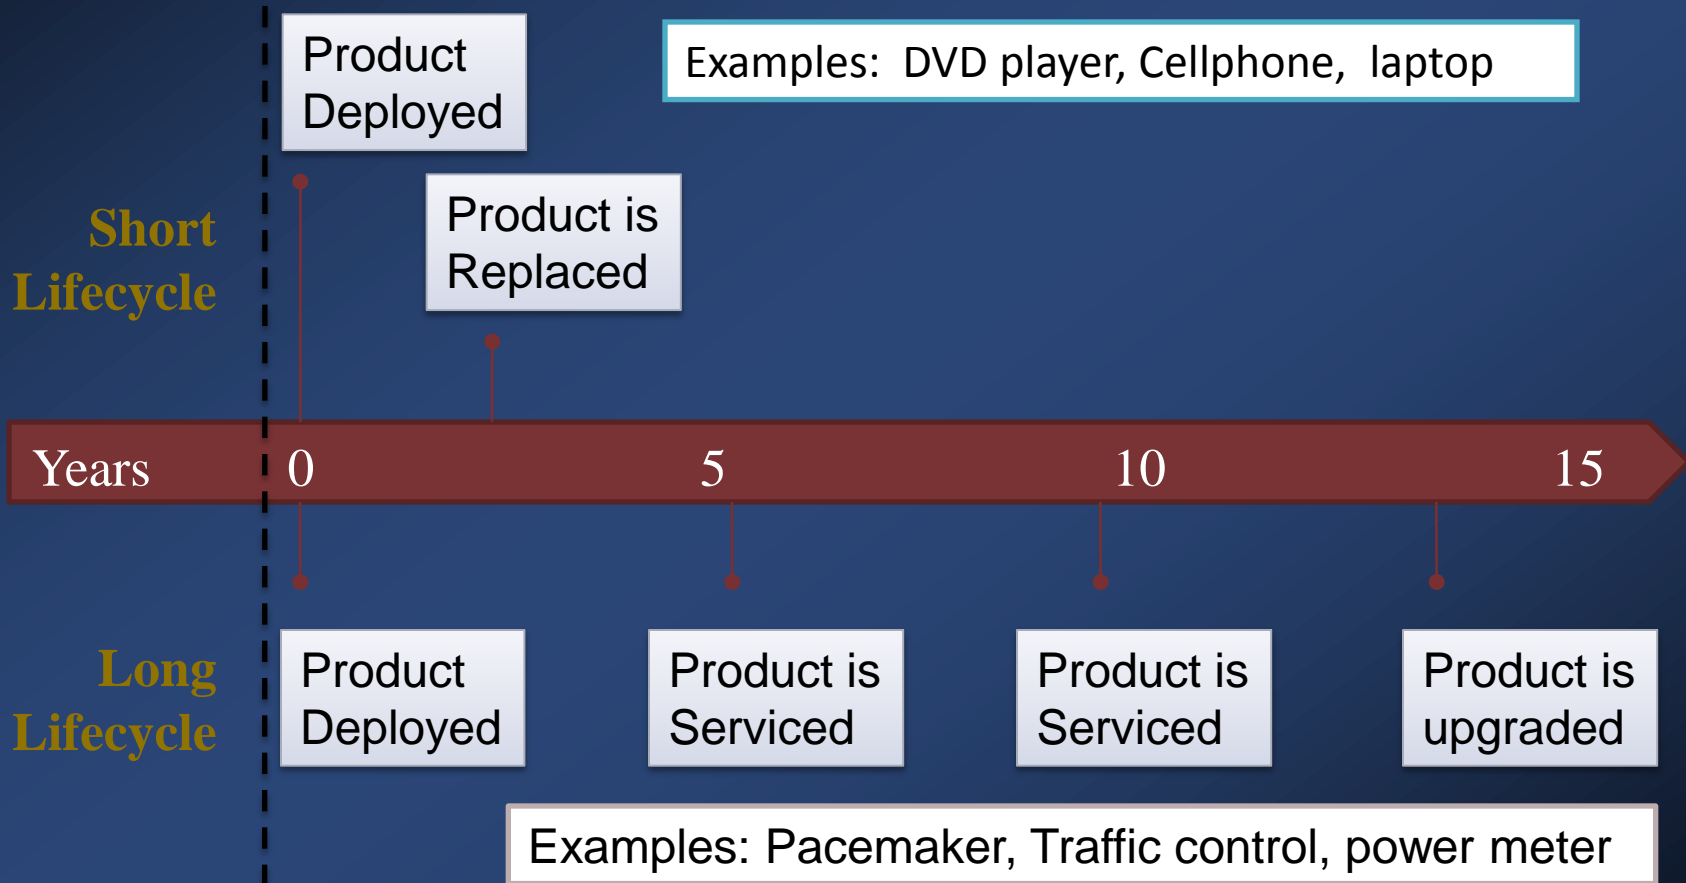 Product
Deployed
Examples: DVD player, Cellphone, laptop
Product is
Replaced
Short
Lifecycle
Years 0 5 10 15
Long
Lifecycle
Product
Deployed
Product is
Serviced
Product is
Serviced
Product is
upgraded
Examples: Pacemaker, Traffic control, power meter